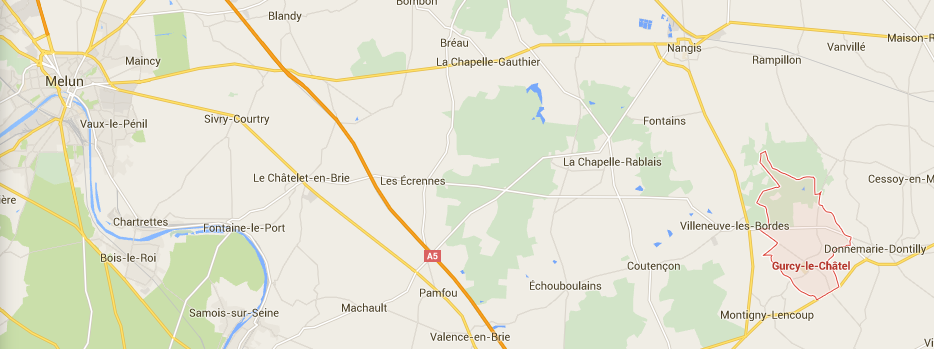 Bombon
Blandy
Bréau
Maison-R
Nangis
Vanvillé
Maincy
La Chapelle-Gauthier
Rampillon
Melun
Vaux-le-Pénil
Sivry-Courtry
Fontains
La Chapelle-Rablais
Le Châtelet-en-Brie
Les Écrennes
Cessoy-en-M
ère
Chartrettes
Fontaine-le-Port
Villeneuve-les-Bordes
Donnemarie-Dontilly
Bois-le-Roi
A5
Coutençon
Gurcy-le-Châtel
Échouboulains
Pamfou
Machault
Samois-sur-Seine
Montigny-Lencoup
Valence-en-Brie
Vi